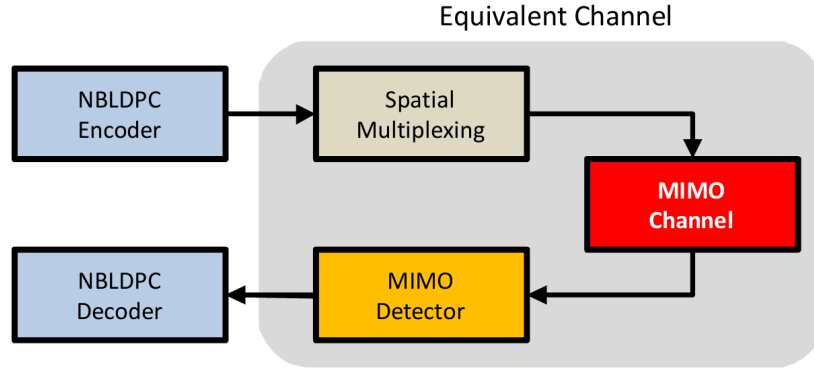 Equivalent Channel
NBLDPC
Encoder
Spatial
Multiplexing
MIMO
Channel
NBLDPC
Decoder
MIMO
Detector